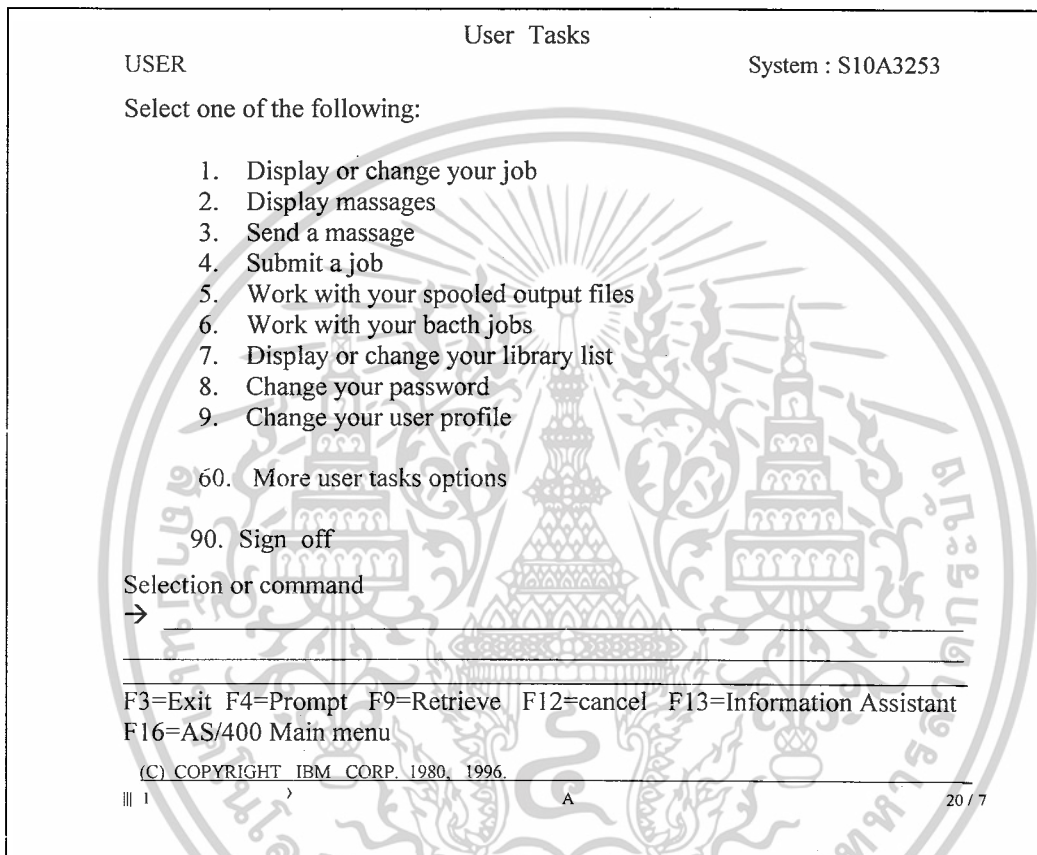 User Tasks
USER System : S10A3253
Select one of the following:
1. Display or change your job
2. Display massages
3. Send a massage
4. Submit a job
5. Work with your spooled output files
6. Work with your bacth jobs
7. Display or change your library list
8. Change your password
9. Change your user profile
60. More user tasks options
90. Sign off
Selection or command
→
F3=Exit F4=Prompt F9=Retrieve F12=cancel F13=Information Assistant
F16=AS/400 Main menu
(C) COPYRIGHT IBM CORP. 1980, 1996.
A 20 / 7